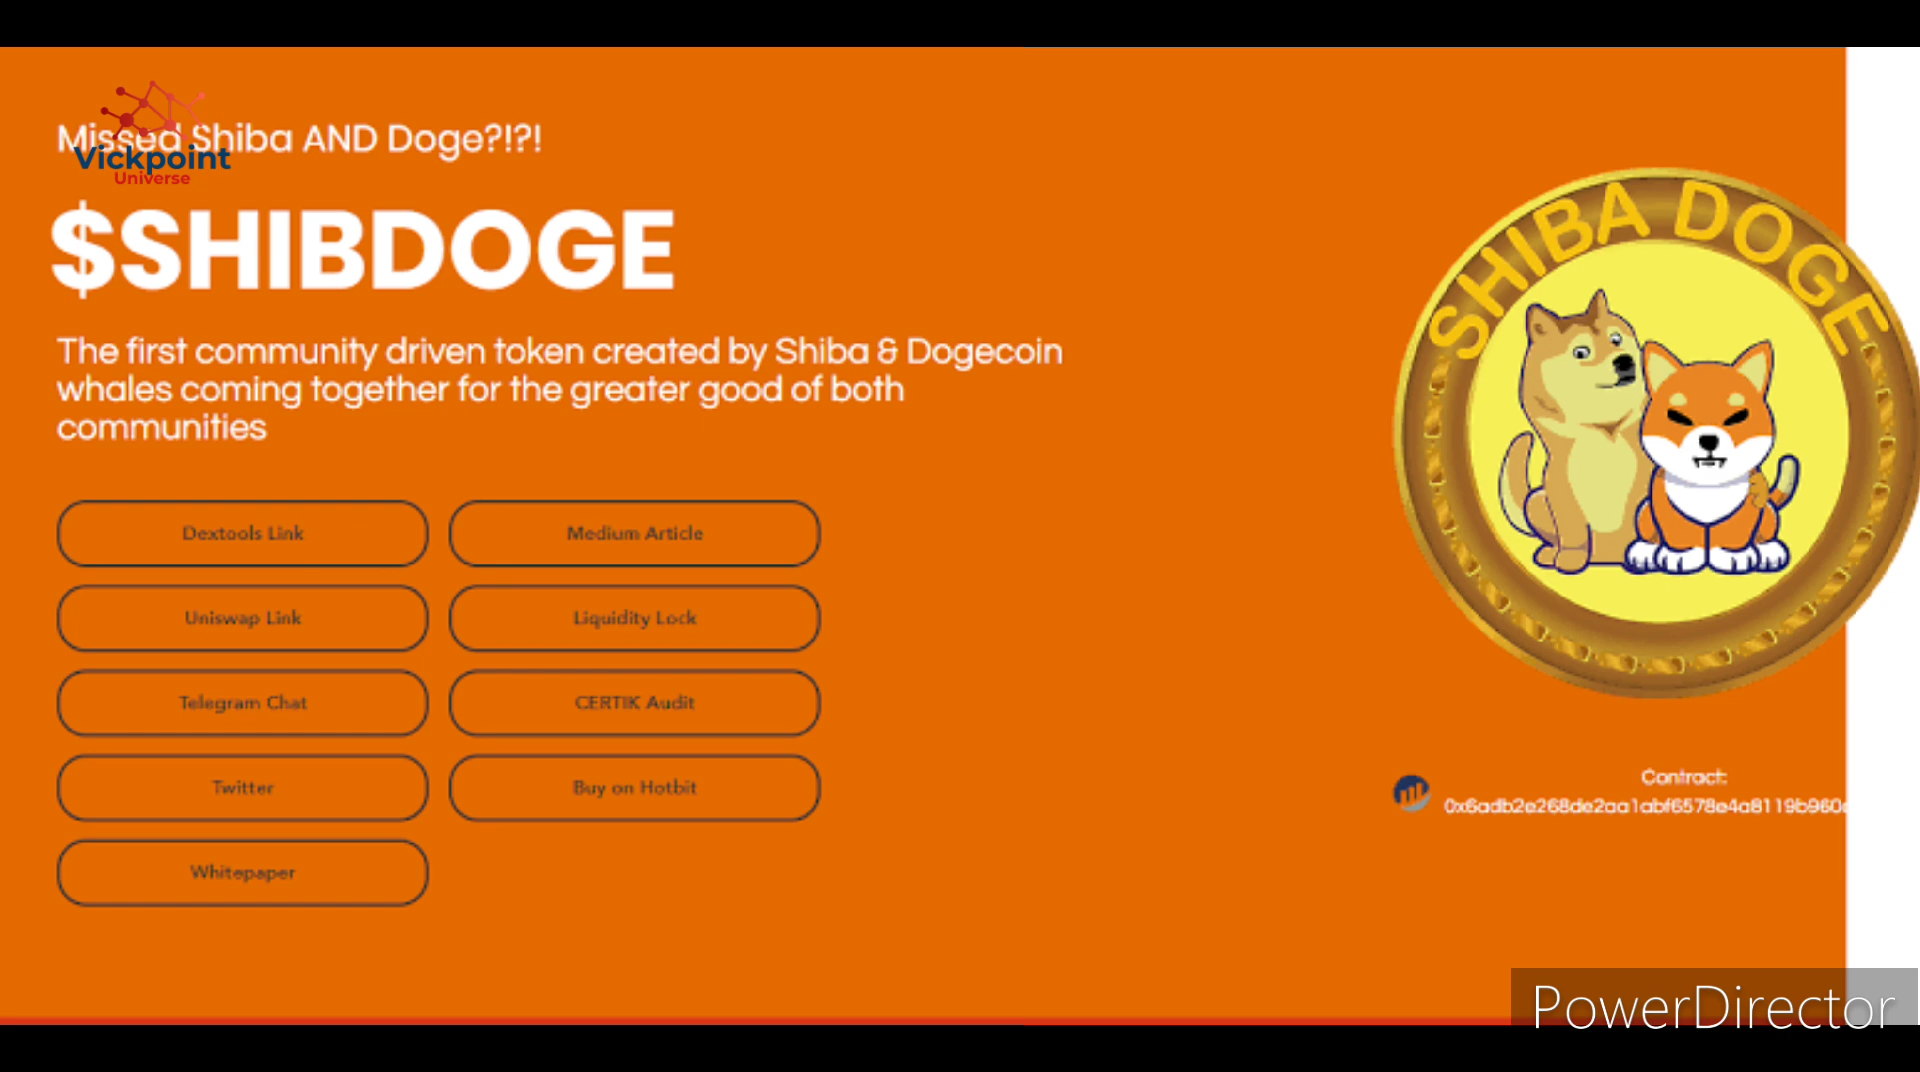 Missed Shiba AND Doge?!?!
Vickpoint
Universe
$SHIBDOGE
The first community driven token created by Shiba & Dogecoin
whales coming together for the greater good of both
communities
Dextools Link
Medium Article
Uniswap Link
Liquidity Lock
Telegram Chat
CERTIK Audit
Twitter
Buy on Hotbit
Whitepaper
SHIBA DOGE
Contract:
0x6adb2e268de2aa1abf6578e4a8119b960
PowerDirector